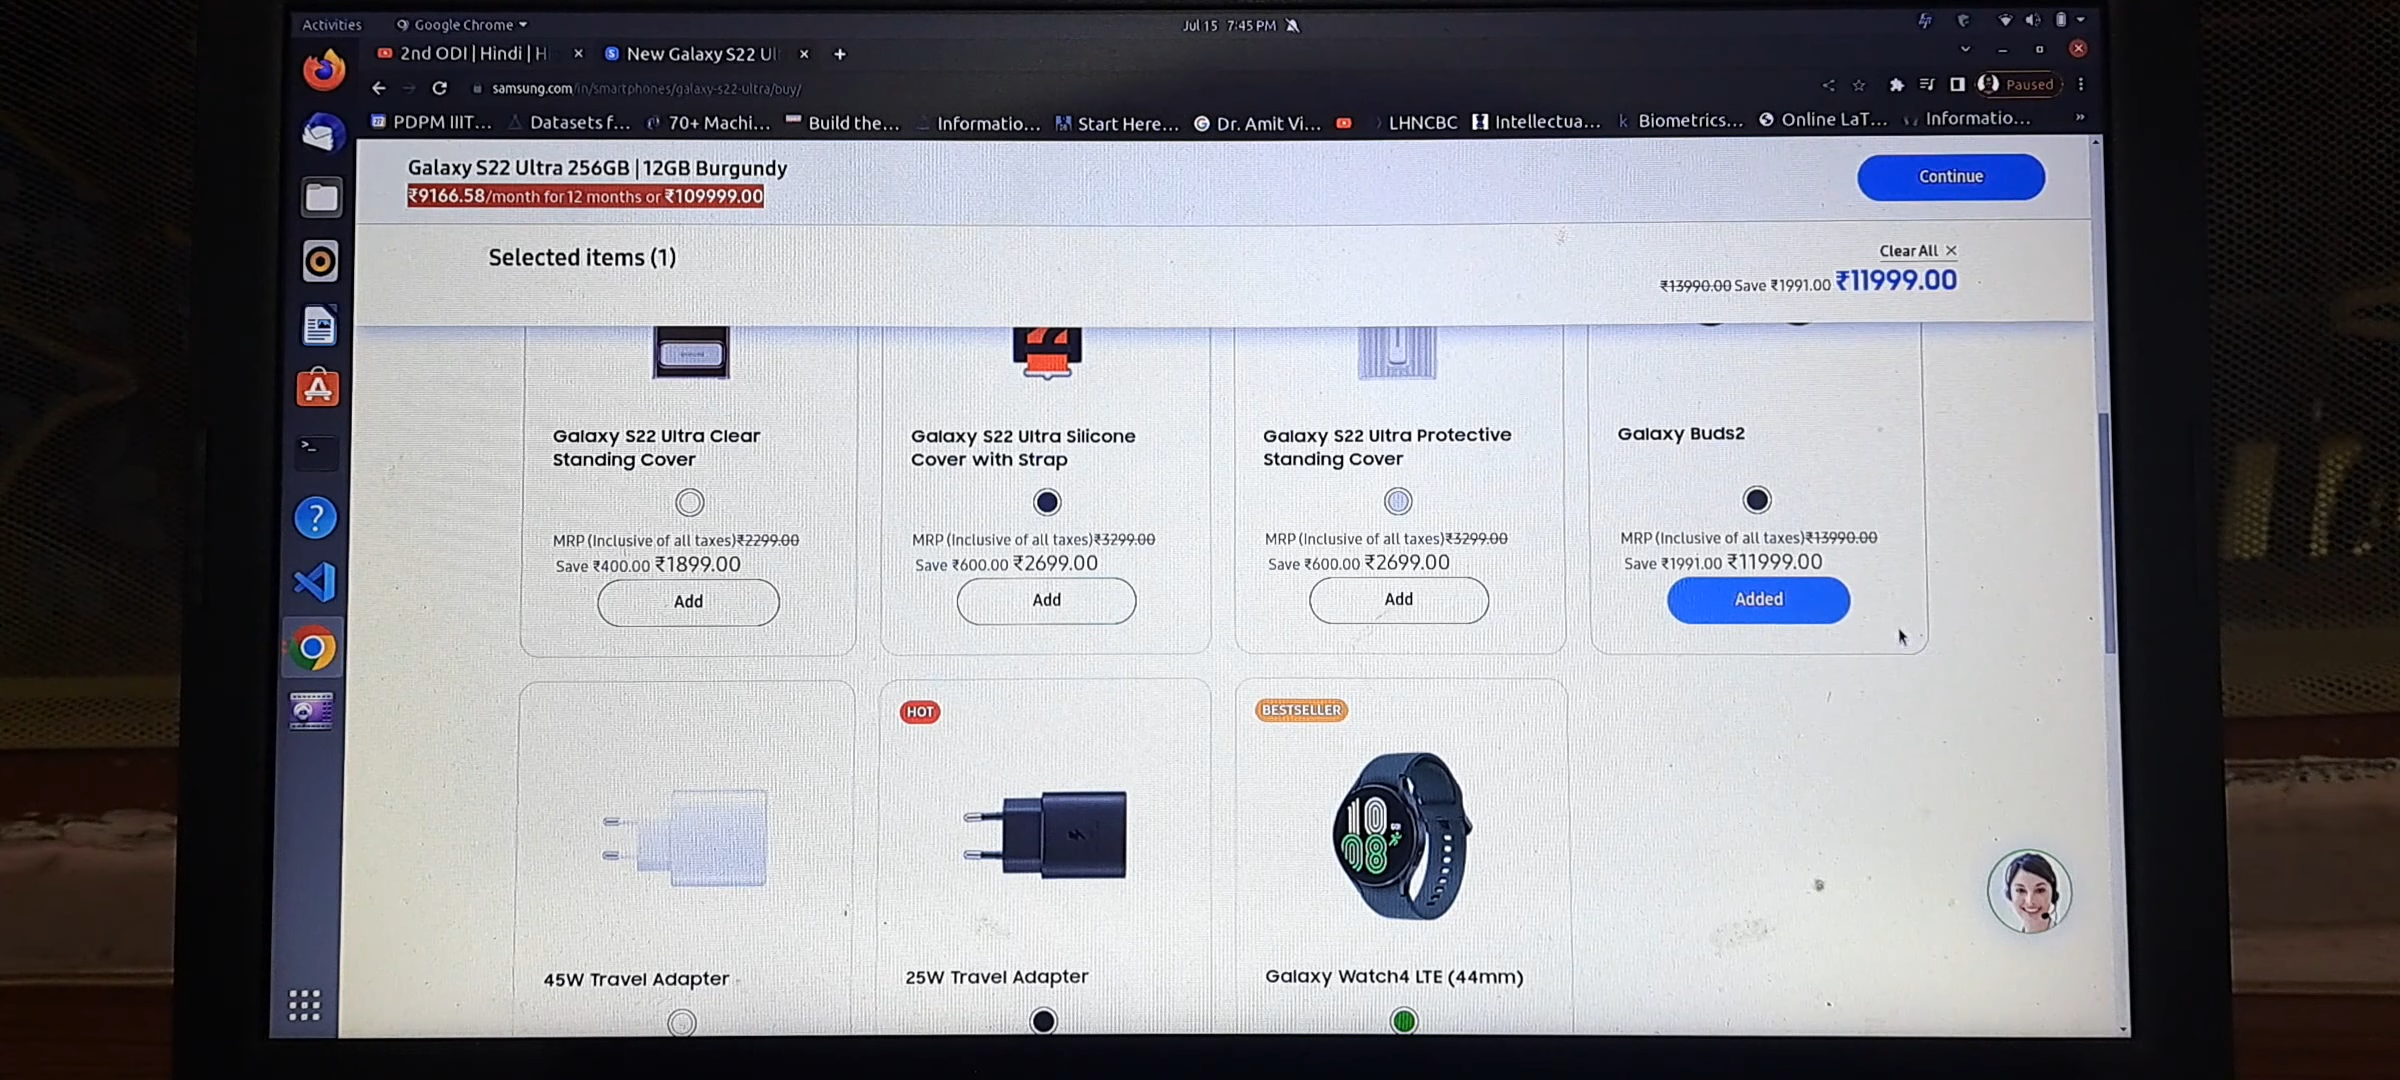 Activities
Google Chrome
Jul 15 7:45 PM
2nd ODI | Hindi | H
New Galaxy S22 Ul
samsung.com/in/smartphones/galaxy-s22-ultra/buy/
Paused
PDPM IIIT...
Datasets f...
70+ Machi...
Build the...
Informatio...
Start Here...
Dr. Amit Vi...
LHNCBC
Intellectua...
Biometrics...
Online LaT...
Informatio...
»
Galaxy S22 Ultra 256GB | 12GB Burgundy
₹9166.58/month for 12 months or ₹109999.00
Continue
Selected items (1)
Clear All ×
₹13990.00 Save ₹1991.00 ₹11999.00
Galaxy S22 Ultra Clear
Standing Cover
MRP (Inclusive of all taxes)₹2299.00
Save ₹400.00 ₹1899.00
Add
Galaxy S22 Ultra Silicone
Cover with Strap
MRP (Inclusive of all taxes)₹3299.00
Save ₹600.00 ₹2699.00
Add
Galaxy S22 Ultra Protective
Standing Cover
MRP (Inclusive of all taxes)₹3299.00
Save ₹600.00 ₹2699.00
Add
Galaxy Buds2
MRP (Inclusive of all taxes)₹13990.00
Save ₹1991.00 ₹11999.00
Added
45W Travel Adapter
HOT
25W Travel Adapter
BESTSELLER
10
08
Galaxy Watch4 LTE (44mm)